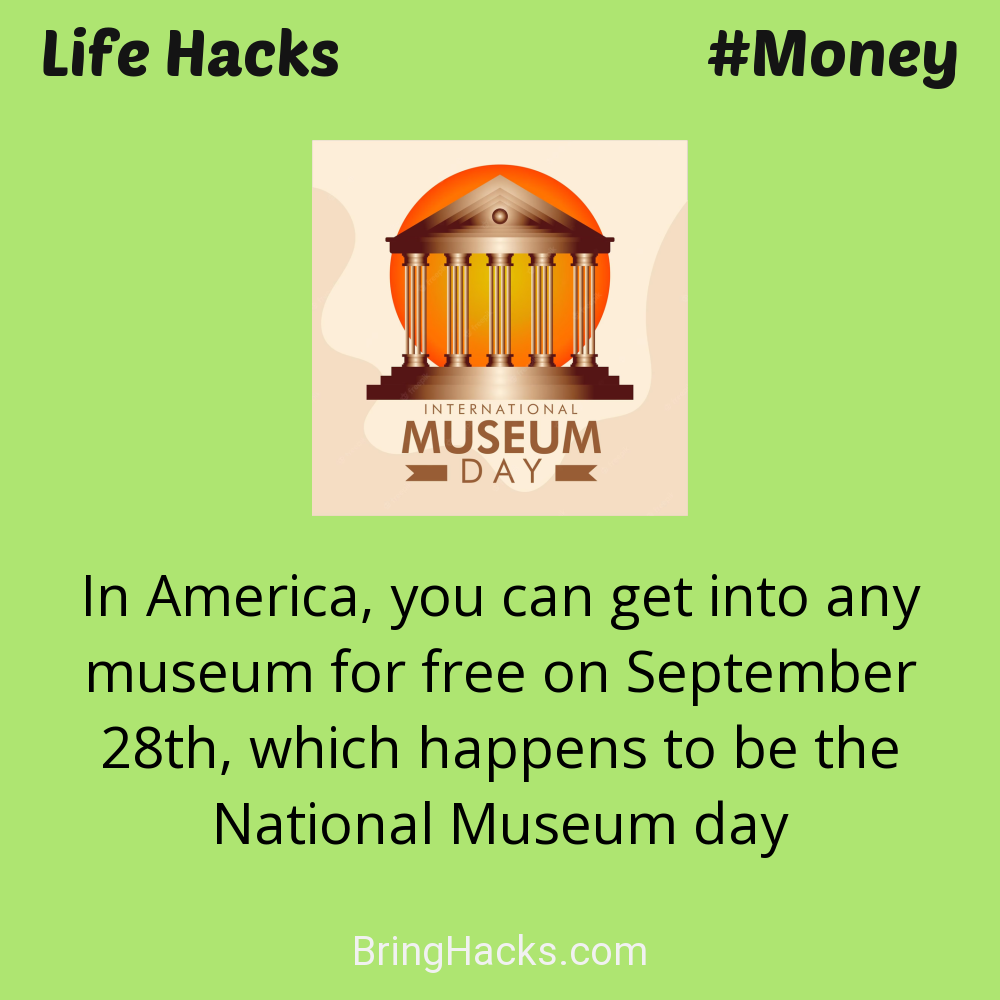 Life Hacks
#Money
INTERNATIONAL
MUSEUM
DAY
In America, you can get into any
museum for free on September
28th, which happens to be the
National Museum day
BringHacks.com